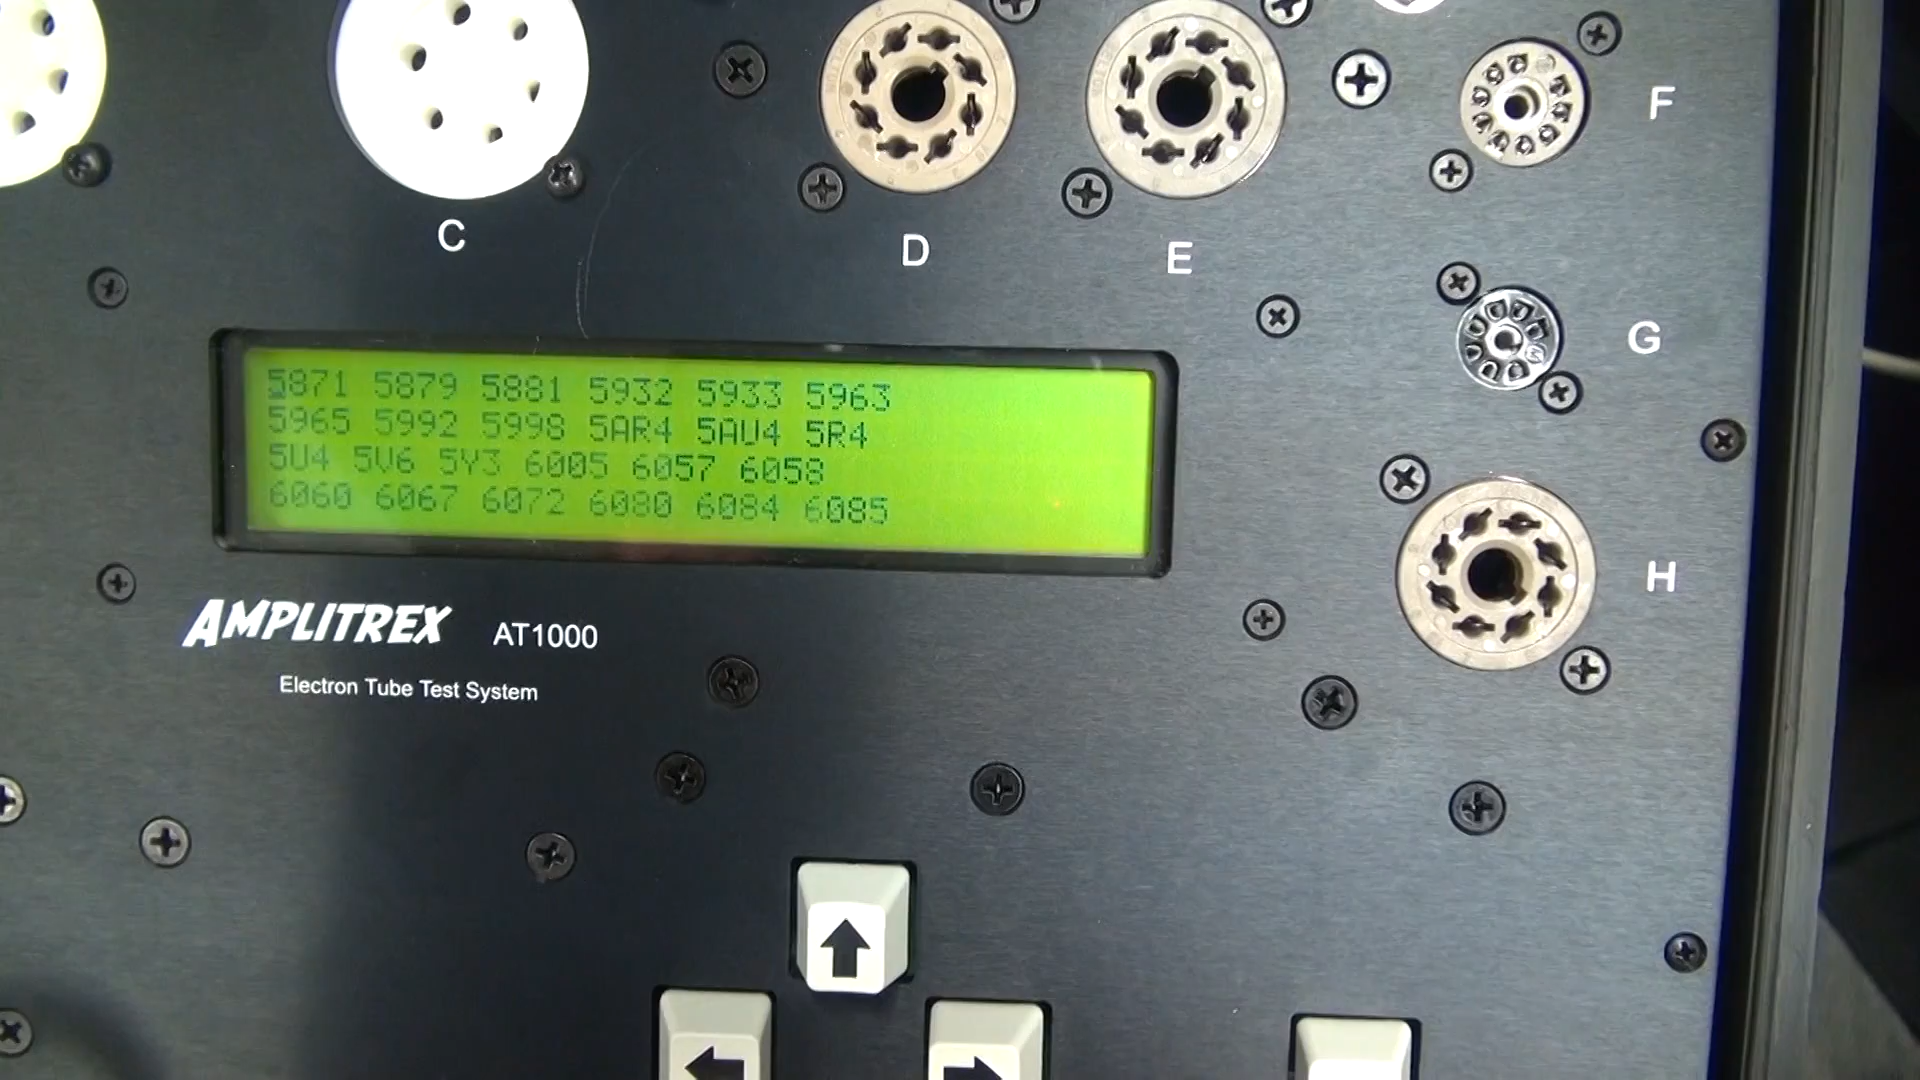 C
D
E
F
G
H
5871 5879 5881 5932 5933 5963
5965 5992 5998 5AR4 5AU4 5R4
5U4 5V6 5Y3 6005 6057 6058
6060 6067 6072 6080 6084 6085
AMPLITREX AT1000
Electron Tube Test System